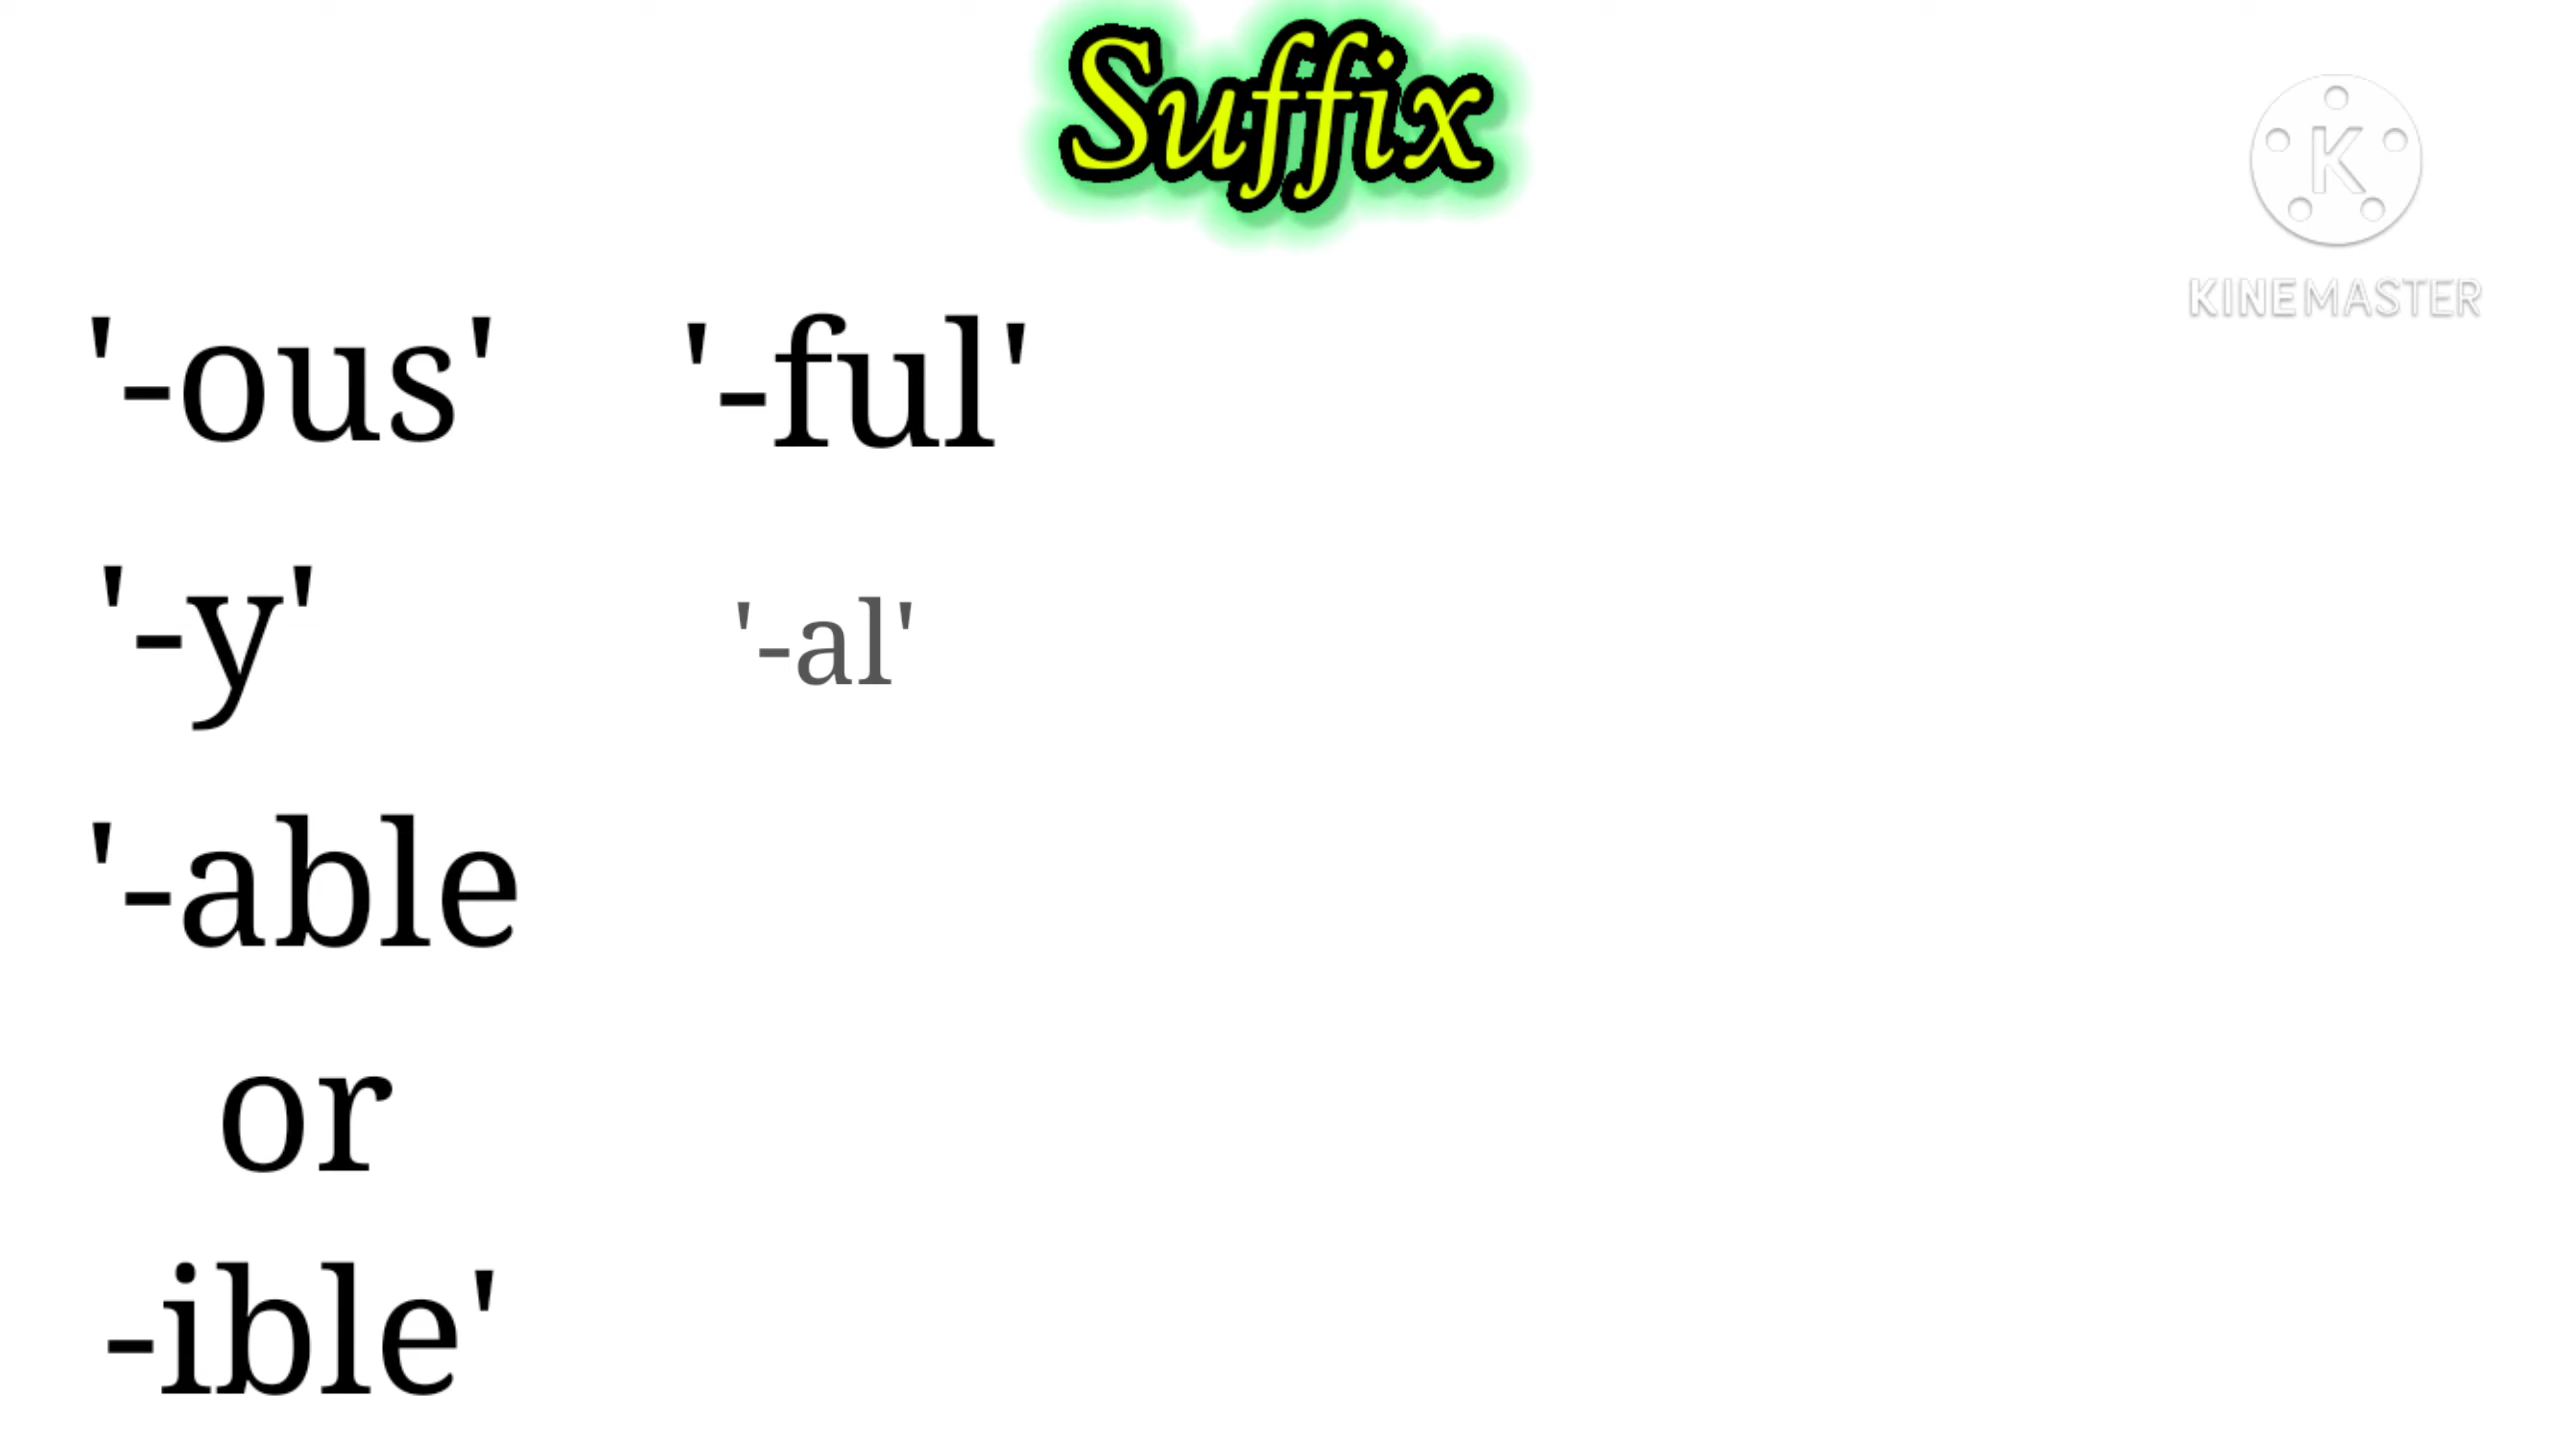 Suffix
K
KINEMASTER
'-ous' '-ful'
'-y' '-al'
'-able
or
-ible'